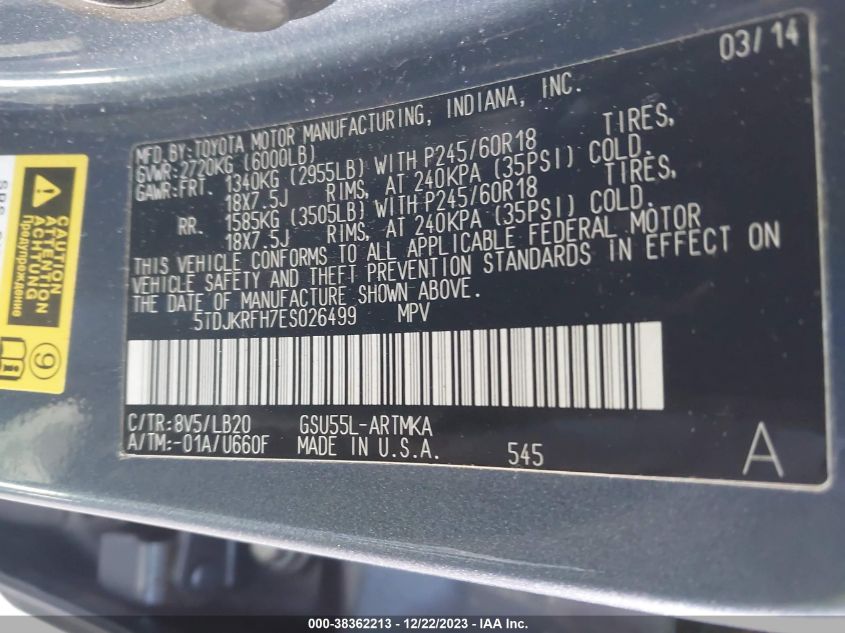 03/14
MFD.BY:TOYOTA MOTOR MANUFACTURING, INDIANA, INC.
GVWR:2720KG (6000LB)
GAWR:FRT. 1340KG (2955LB) WITH P245/60R18 TIRES,
18X7.5J RIMS, AT 240KPA (35PSI) COLD.
RR. 1585KG (3505LB) WITH P245/60R18 TIRES,
18X7.5J RIMS, AT 240KPA (35PSI) COLD.
THIS VEHICLE CONFORMS TO ALL APPLICABLE FEDERAL MOTOR
VEHICLE SAFETY AND THEFT PREVENTION STANDARDS IN EFFECT ON
THE DATE OF MANUFACTURE SHOWN ABOVE.
5TDJKRFH7ES026499 MPV
C/TR:8V5/LB20 GSU55L-ARTMKA
A/TM:-01A/U660F MADE IN U.S.A. 545 A
CAUTION
ATTENTION
ACHTUNG
Предупреждение
9
000-38362213 - 12/22/2023 - IAA Inc.